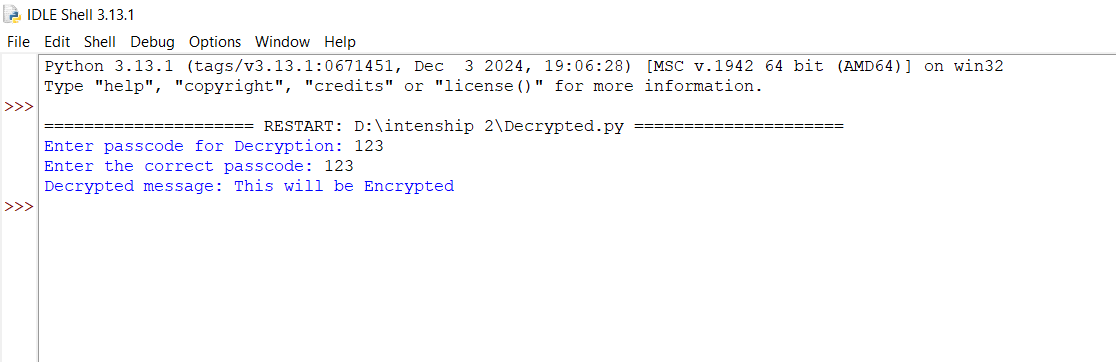 IDLE Shell 3.13.1
File Edit Shell Debug Options Window Help
Python 3.13.1 (tags/v3.13.1:0671451, Dec  3 2024, 19:06:28) [MSC v.1942 64 bit (AMD64)] on win32
Type "help", "copyright", "credits" or "license()" for more information.
>>>
===================== RESTART: D:\intenship 2\Decrypted.py =====================
Enter passcode for Decryption: 123
Enter the correct passcode: 123
Decrypted message: This will be Encrypted
>>>